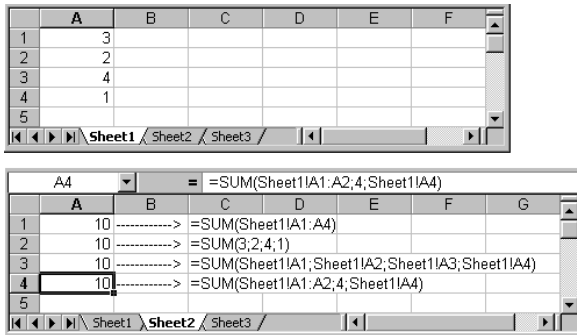 A B C D E F
1 3
2 2
3 4
4 1
5
Sheet1 Sheet2 Sheet3
A4 = =SUM(Sheet1!A1:A2;4;Sheet1!A4)
A B C D E F G
1 10 ------------> =SUM(Sheet1!A1:A4)
2 10 ------------> =SUM(3;2;4;1)
3 10 ------------> =SUM(Sheet1!A1;Sheet1!A2;Sheet1!A3;Sheet1!A4)
4 10 ------------> =SUM(Sheet1!A1:A2;4;Sheet1!A4)
5
Sheet1 Sheet2 Sheet3